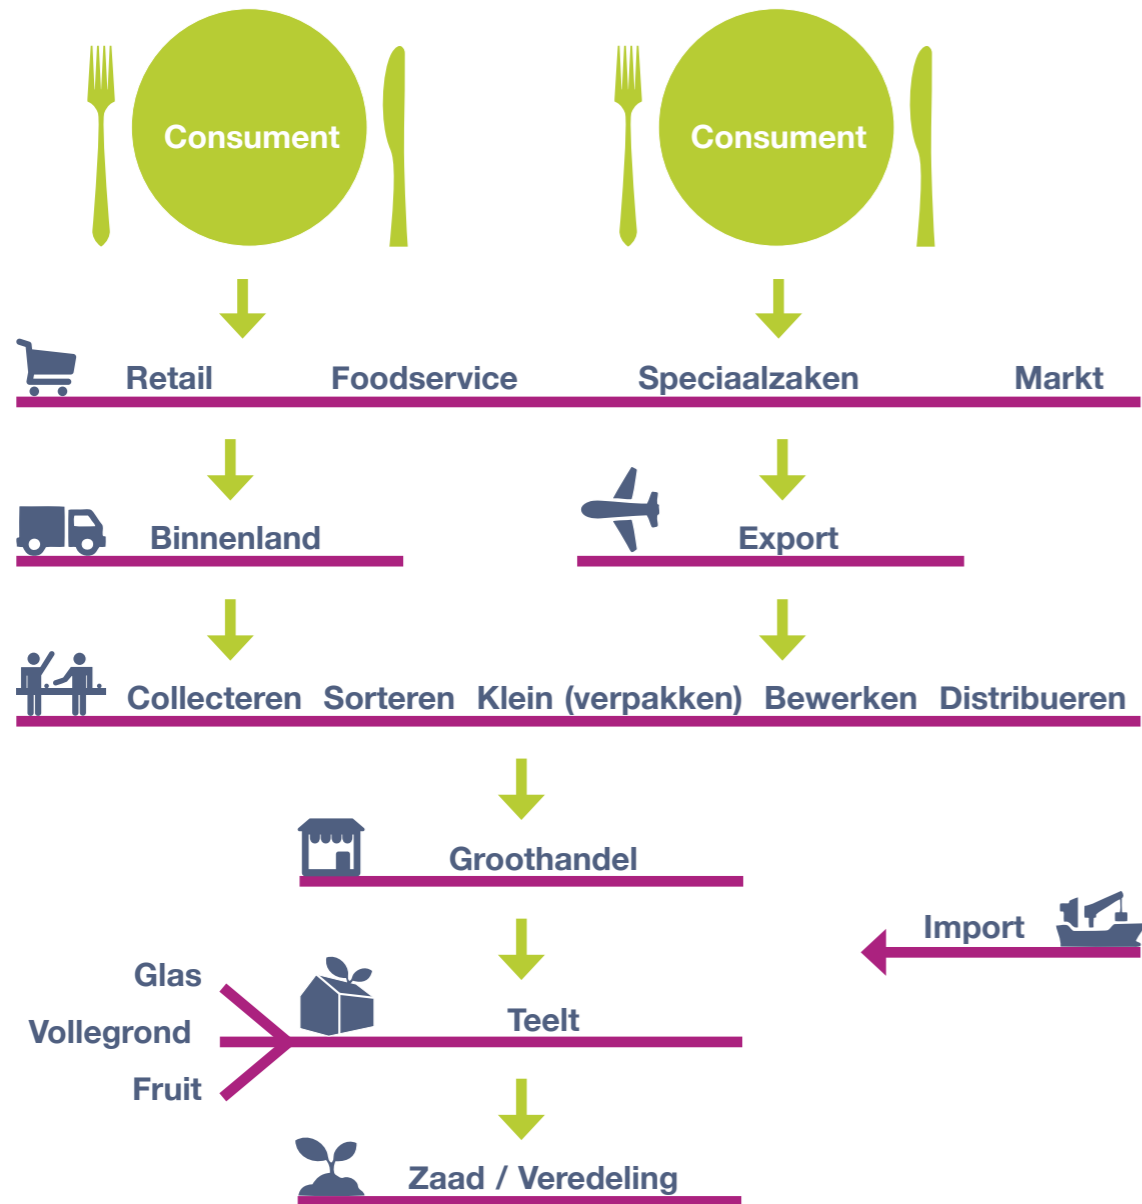 Consument Consument
Retail Foodservice Speciaalzaken Markt
Binnenland Export
Collecteren Sorteren Klein (verpakken) Bewerken Distribueren
Groothandel
Import
Glas
Teelt
Vollegrond
Fruit
Zaad / Veredeling